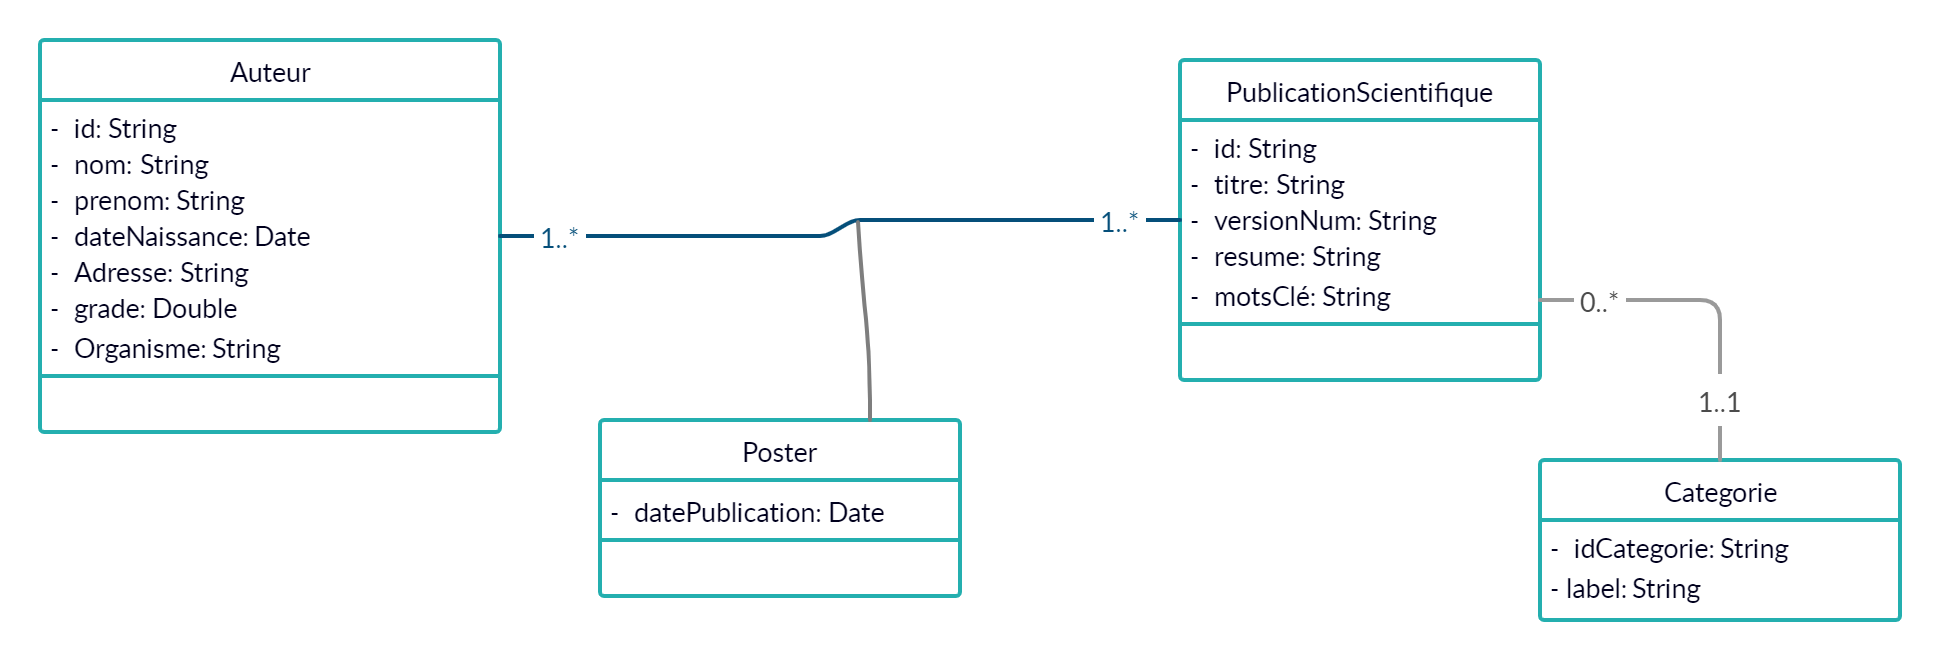 Auteur
- id: String
- nom: String
- prenom: String
- dateNaissance: Date
- Adresse: String
- grade: Double
- Organisme: String
1..*
1..*
PublicationScientifique
- id: String
- titre: String
- versionNum: String
- resume: String
- motsClé: String
0..*
1..1
Poster
- datePublication: Date
Categorie
- idCategorie: String
- label: String